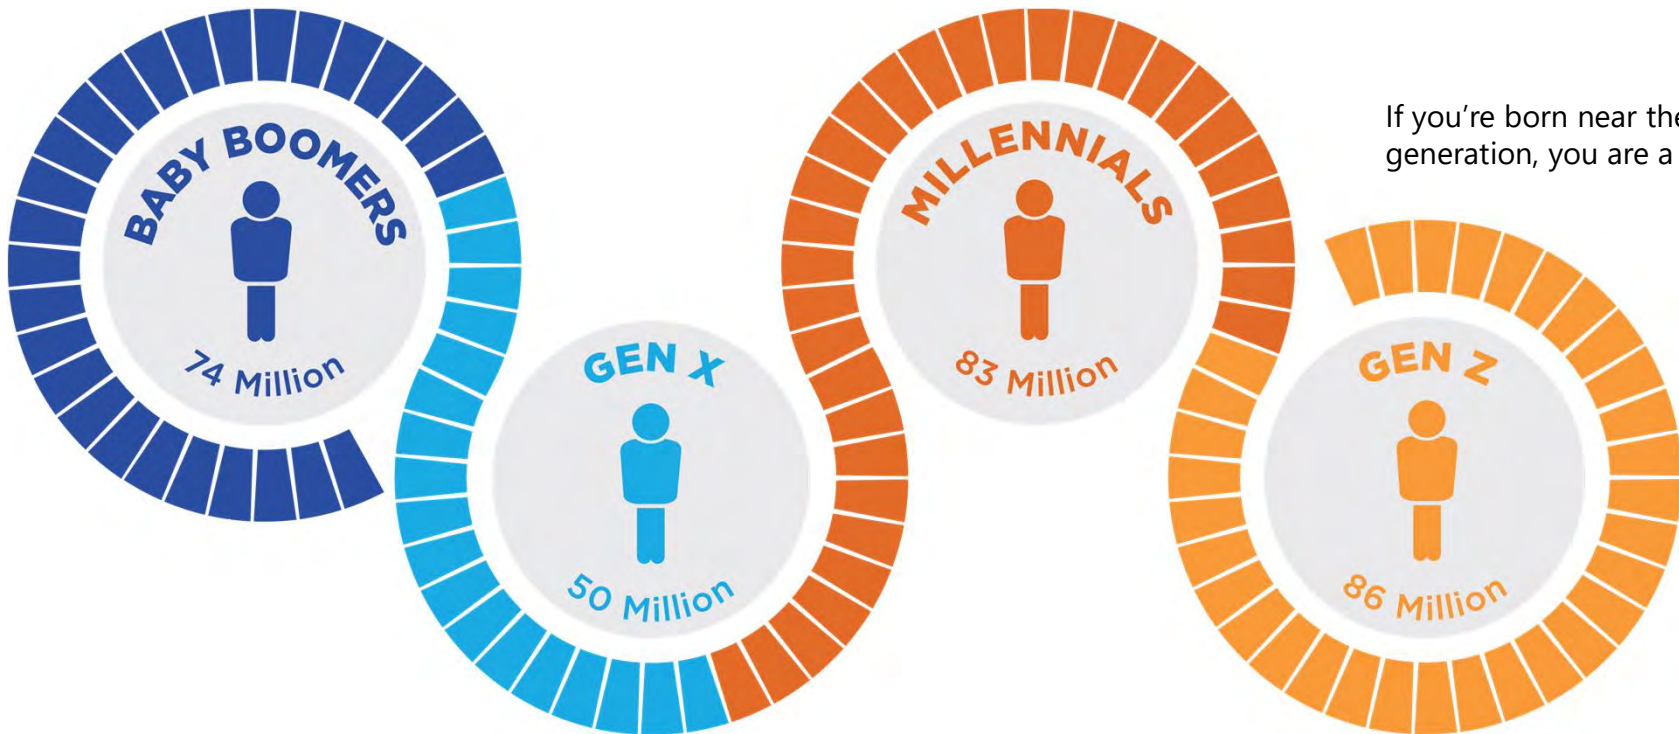 BABY BOOMERS
74 Million
GEN X
50 Million
MILLENNIALS
83 Million
If you’re born near the
generation, you are a
GEN Z
86 Million